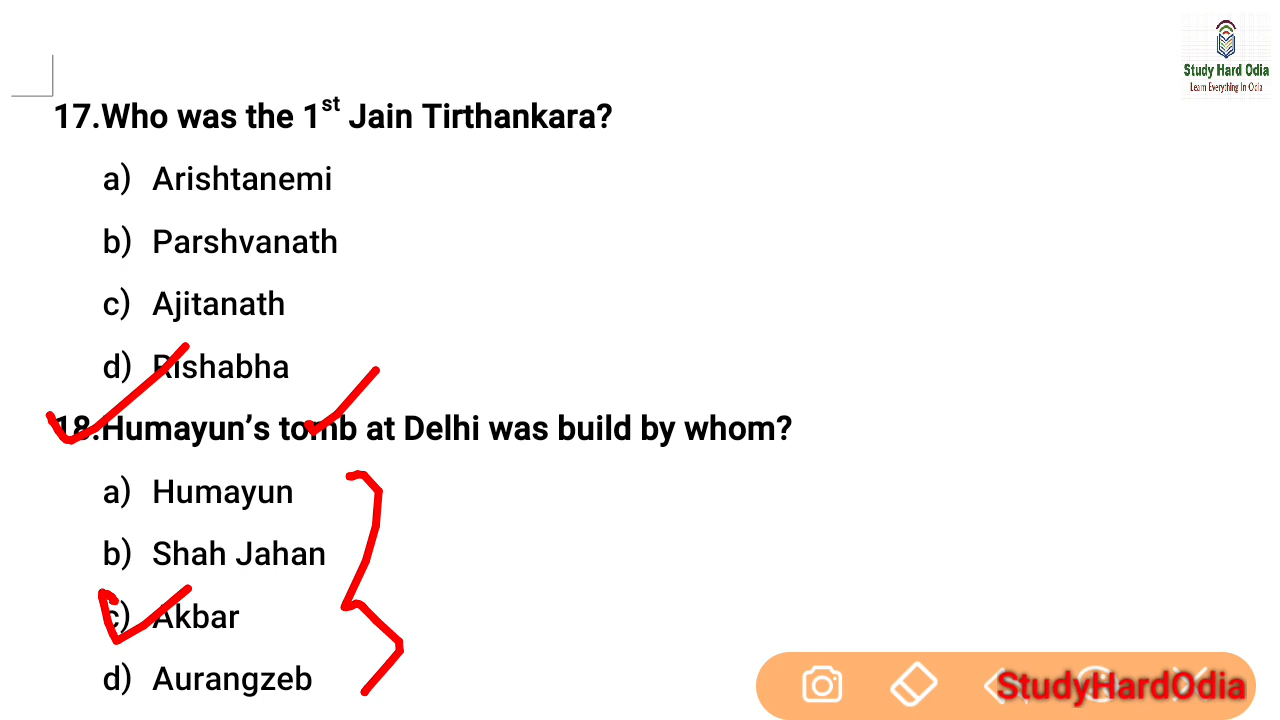 Study Hard Odia
Learn Everything In Odia
17.Who was the 1st Jain Tirthankara?
a) Arishtanemi
b) Parshvanath
c) Ajitanath
d) Rishabha
18.Humayun’s tomb at Delhi was build by whom?
a) Humayun
b) Shah Jahan
c) Akbar
d) Aurangzeb
StudyHardOdia